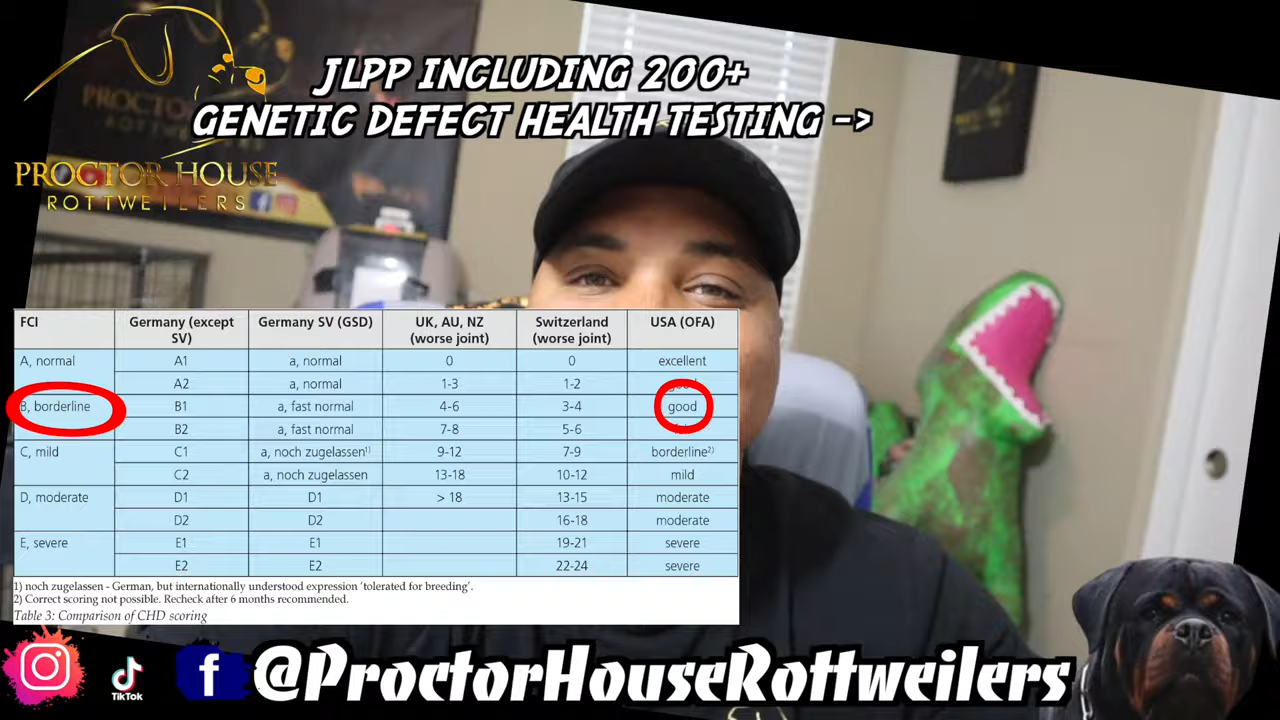 JLPP INCLUDING 200+
GENETIC DEFECT HEALTH TESTING ->
PROCTOR HOUSE
ROTTWEILERS
PROCTOR
FCI Germany (except SV) Germany SV (GSD) UK, AU, NZ (worse joint) Switzerland (worse joint) USA (OFA)
A, normal A1 a, normal 0 0 excellent
A2 a, normal 1-3 1-2
B, borderline B1 a, fast normal 4-6 3-4 good
B2 a, fast normal 7-8 5-6
C, mild C1 a, noch zugelassen¹⁾ 9-12 7-9 borderline²⁾
C2 a, noch zugelassen 13-18 10-12 mild
D, moderate D1 D1 > 18 13-15 moderate
D2 D2 16-18 moderate
E, severe E1 E1 19-21 severe
E2 E2 22-24 severe
1) noch zugelassen - German, but internationally understood expression ‘tolerated for breeding’.
2) Correct scoring not possible. Recheck after 6 months recommended.
Table 3: Comparison of CHD scoring
TikTok
@ProctorHouseRottweilers